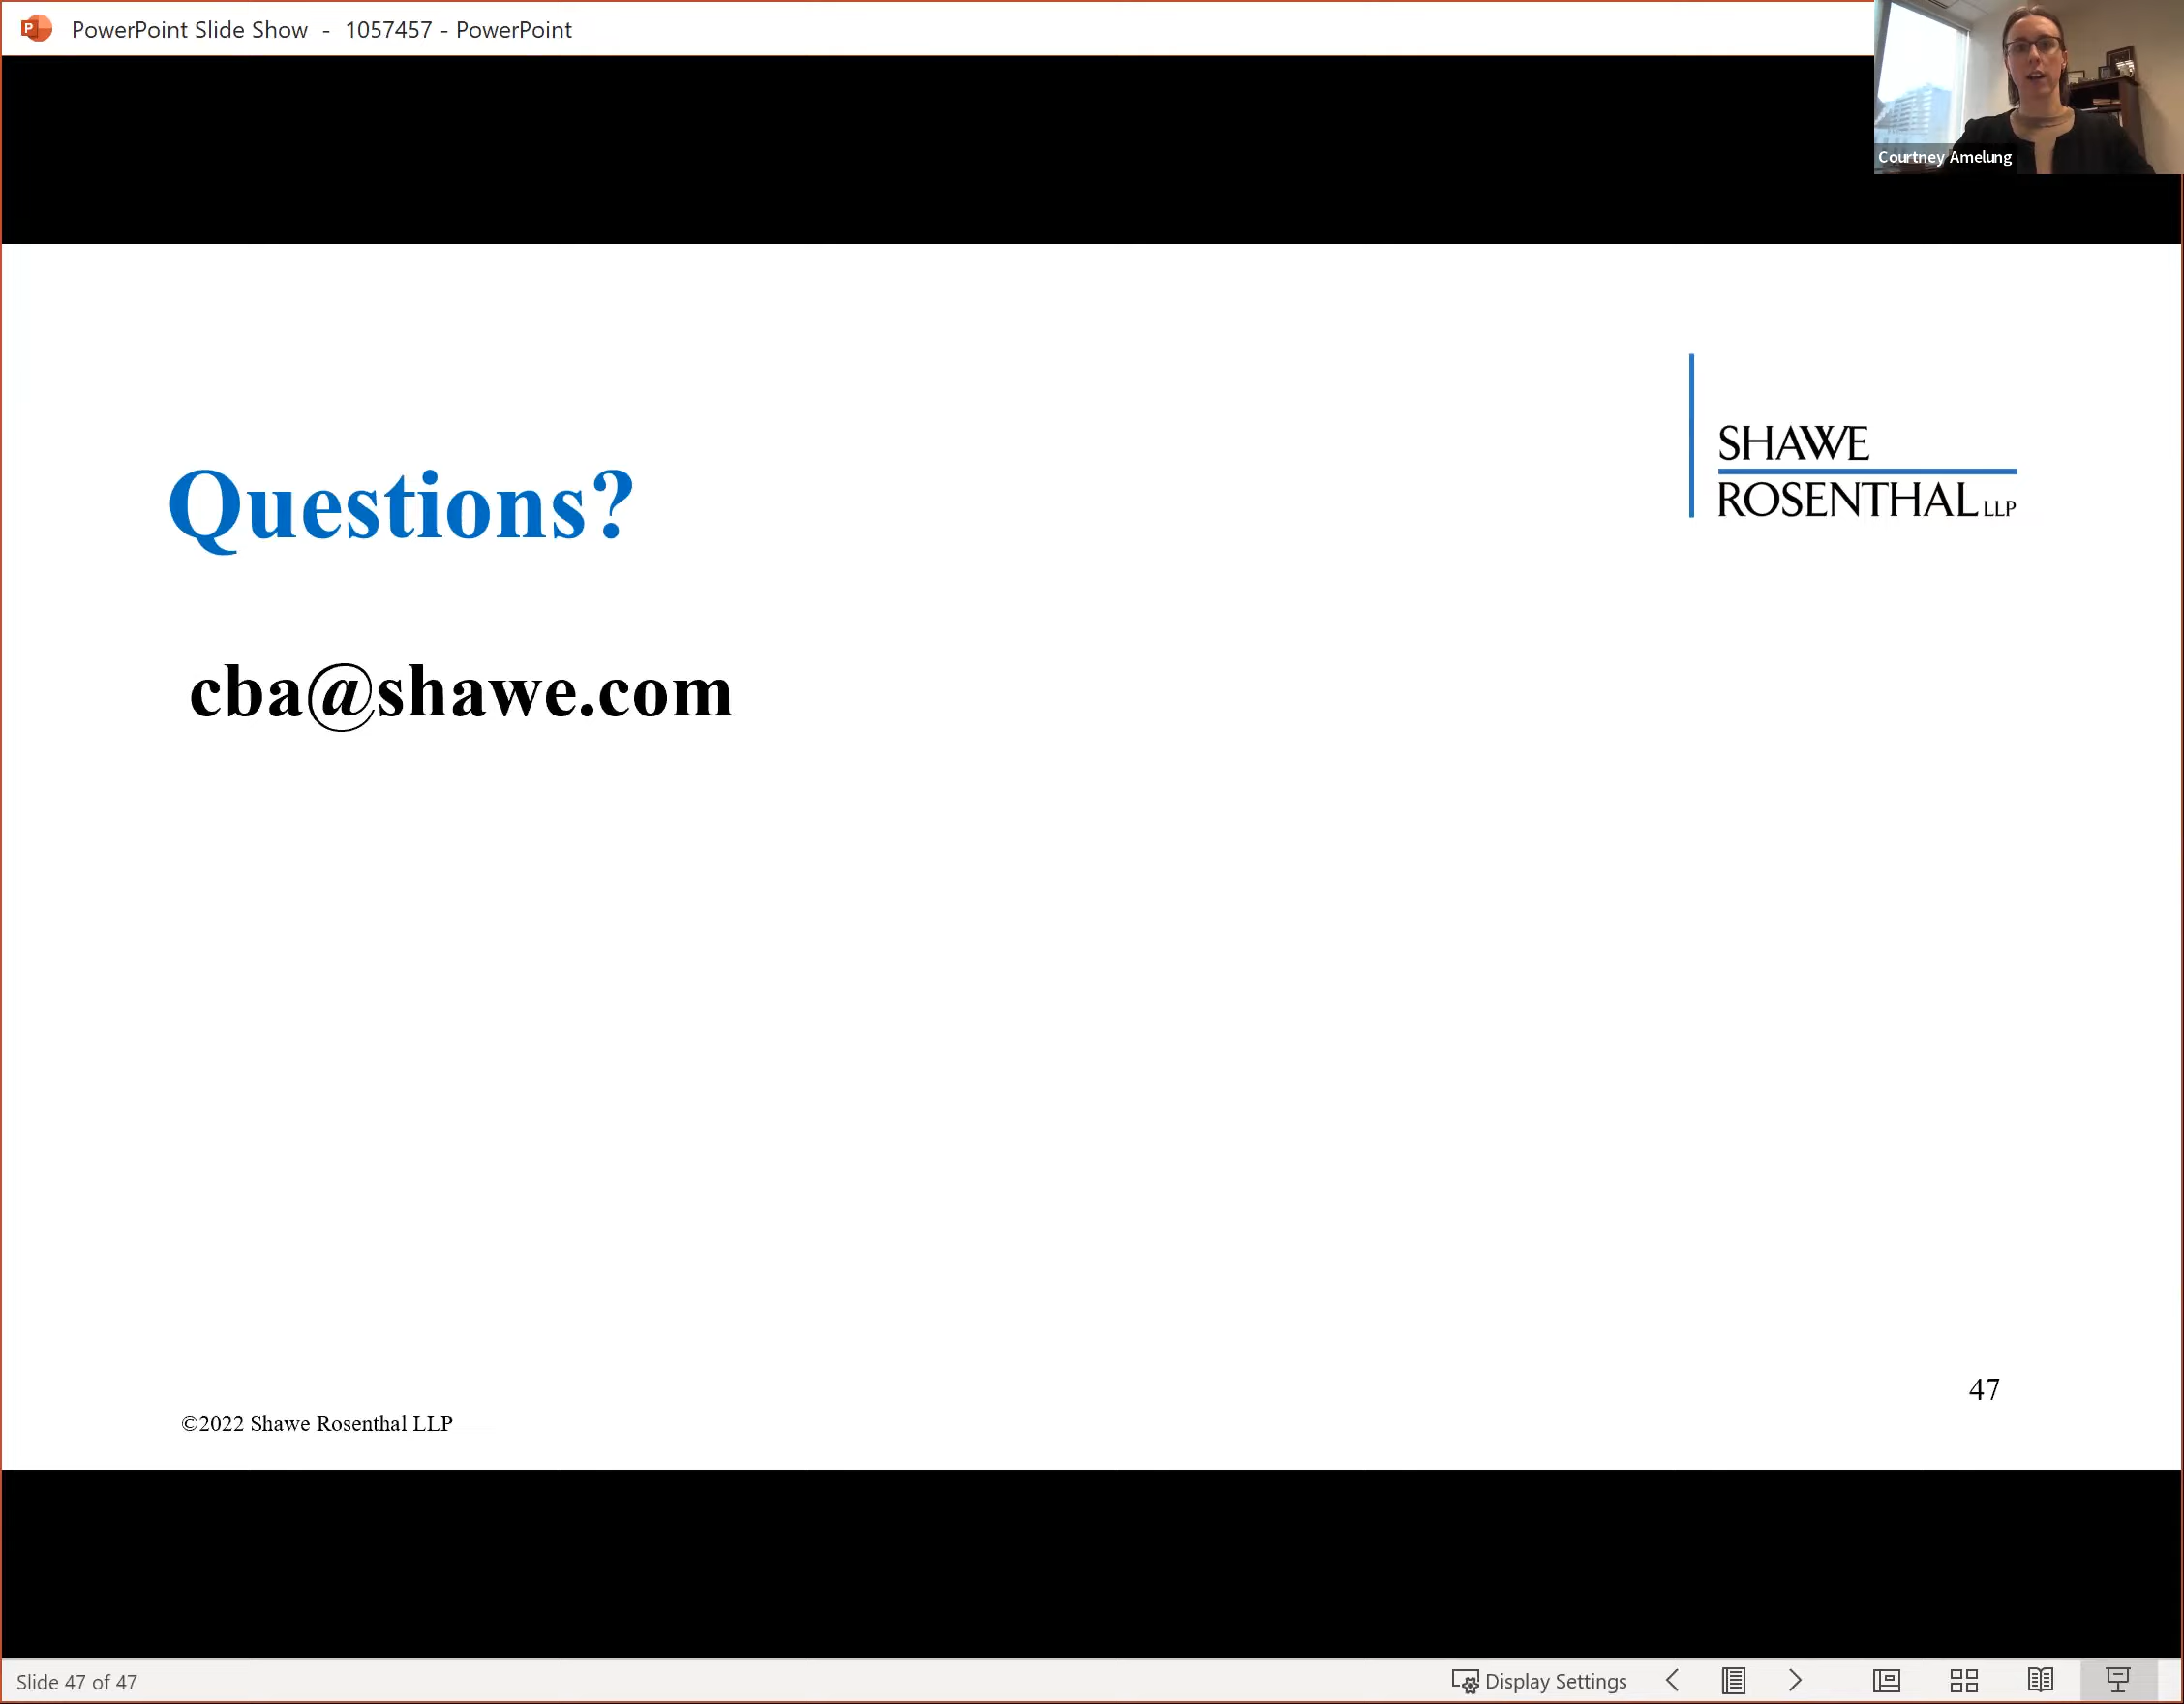 PowerPoint Slide Show - 1057457 - PowerPoint
Courtney Amelung
SHAWE
ROSENTHAL LLP
Questions?
cba@shawe.com
47
©2022 Shawe Rosenthal LLP
Slide 47 of 47
Display Settings